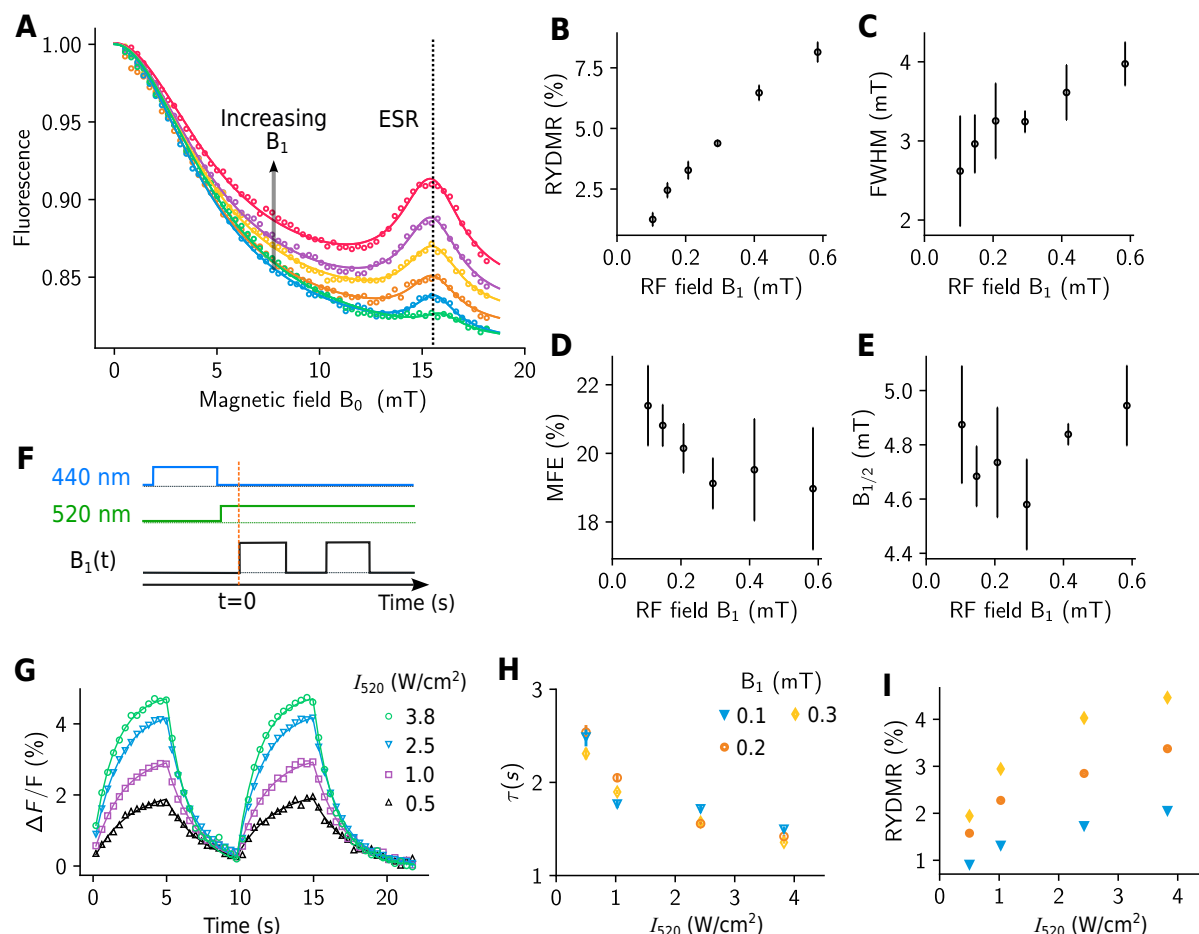 A
1.00
0.95
0.90
0.85
Fluorescence
Increasing
B₁
ESR
0
5
10
15
20
Magnetic field B₀ (mT)
B
7.5
5.0
2.5
RYDMR (%)
0.0
0.2
0.4
0.6
RF field B₁ (mT)
C
4
3
2
FWHM (mT)
0.0
0.2
0.4
0.6
RF field B₁ (mT)
D
22
20
18
MFE (%)
0.0
0.2
0.4
0.6
RF field B₁ (mT)
E
5.0
4.8
4.6
4.4
B₁/₂ (mT)
0.0
0.2
0.4
0.6
RF field B₁ (mT)
F
440 nm
520 nm
B₁(t)
t=0
Time (s)
G
4
2
0
ΔF/F (%)
I₅₂₀ (W/cm²)
3.8
2.5
1.0
0.5
0
5
10
15
20
Time (s)
H
3
2
1
τ(s)
B₁ (mT)
0.1
0.3
0.2
0
1
2
3
4
I₅₂₀ (W/cm²)
I
4
3
2
1
RYDMR (%)
0
1
2
3
4
I₅₂₀ (W/cm²)